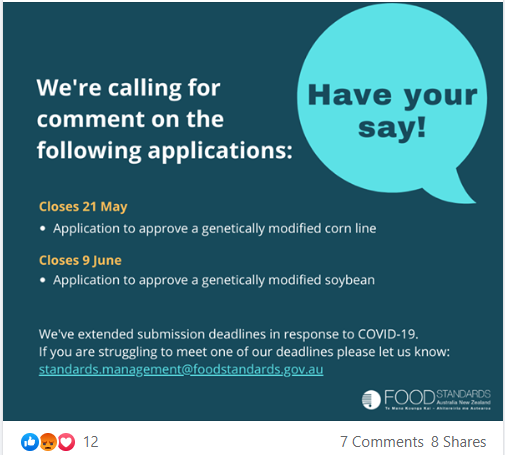 We're calling for
comment on the
following applications:
Have your
say!
Closes 21 May
• Application to approve a genetically modified corn line
Closes 9 June
• Application to approve a genetically modified soybean
We've extended submission deadlines in response to COVID-19.
If you are struggling to meet one of our deadlines please let us know:
standards.management@foodstandards.gov.au
FOOD STANDARDS
Australia New Zealand
Te Mana Kounga Kai - Ahitereiria me Aotearoa
12
7 Comments 8 Shares